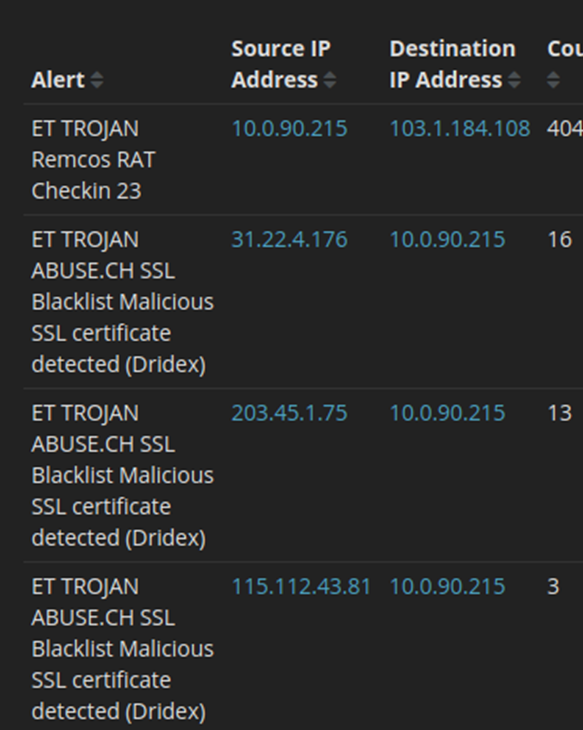 Alert
Source IP
Address
Destination
IP Address
Cou
ET TROJAN
Remcos RAT
Checkin 23
10.0.90.215
103.1.184.108
404
ET TROJAN
ABUSE.CH SSL
Blacklist Malicious
SSL certificate
detected (Dridex)
31.22.4.176
10.0.90.215
16
ET TROJAN
ABUSE.CH SSL
Blacklist Malicious
SSL certificate
detected (Dridex)
203.45.1.75
10.0.90.215
13
ET TROJAN
ABUSE.CH SSL
Blacklist Malicious
SSL certificate
detected (Dridex)
115.112.43.81
10.0.90.215
3